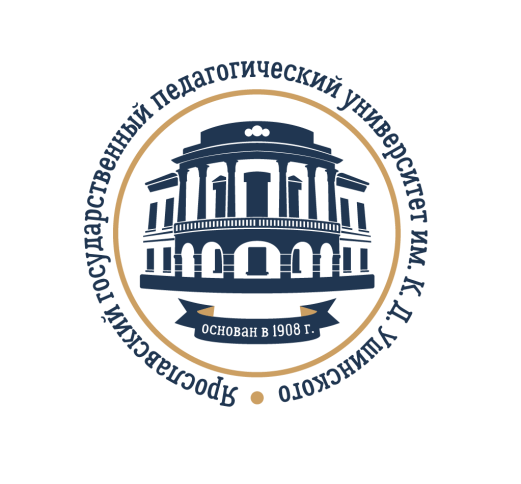 Ярославский государственный педагогический университет им. К.Д. Ушинского
основан в 1908 г.